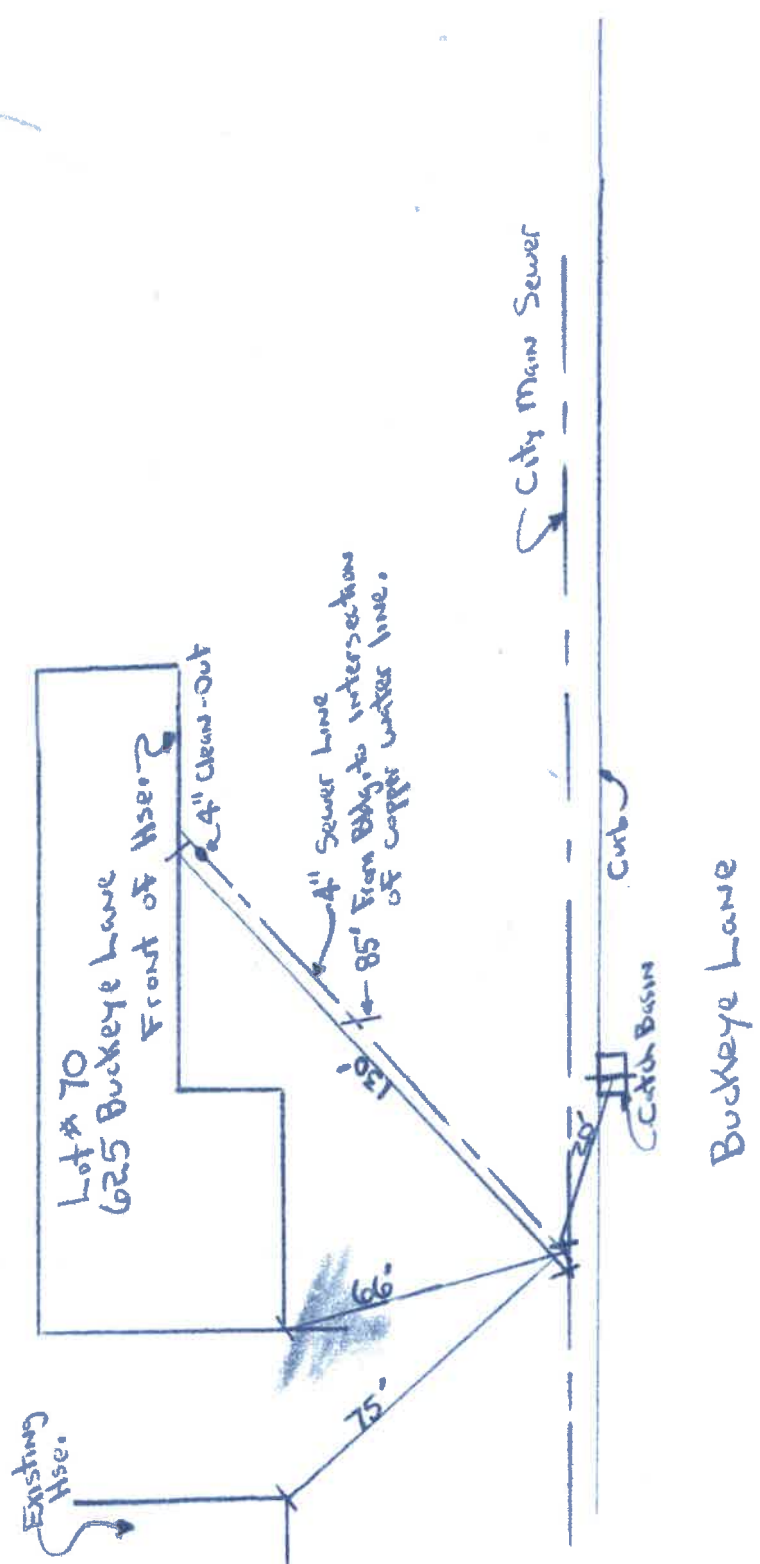 Existing
Hse.
Lot # 70
625 Buckeye Lane
Front of Hse.
4" Clean-Out
4" Sewer Line
85' From Bldg. to Intersection
of copper water line.
130'
66'
75'
20'
City Main Sewer
Curb
Catch Basin
Buckeye Lane